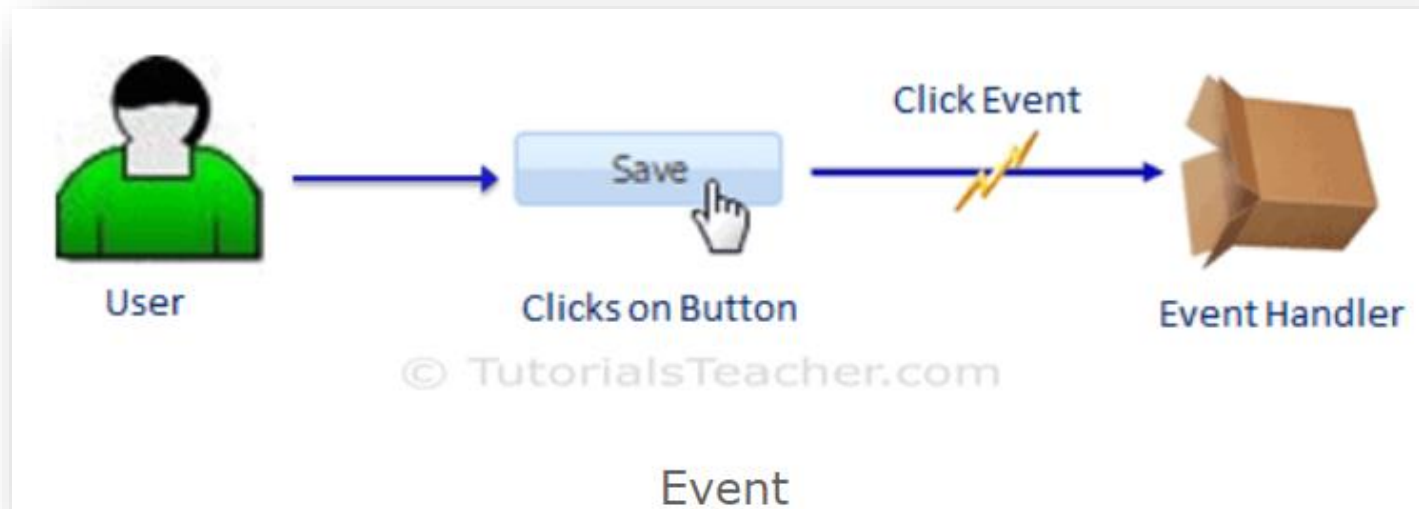 Click Event
Save
User
Clicks on Button
Event Handler
© TutorialsTeacher.com
Event